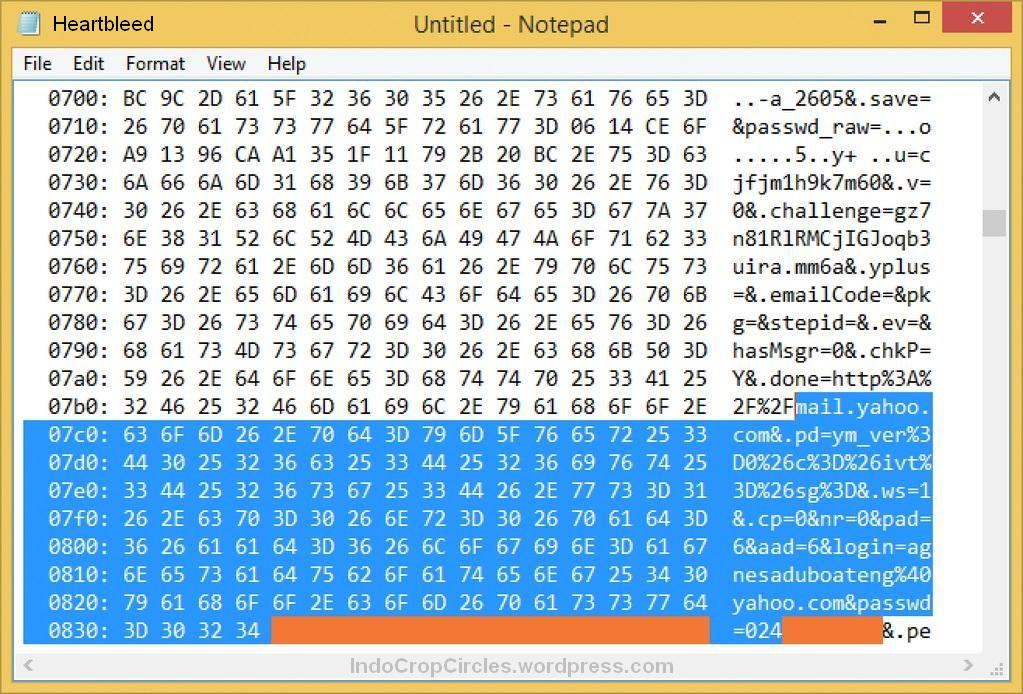 Heartbleed Untitled - Notepad
File Edit Format View Help
0700: BC 9C 2D 61 5F 32 36 30 35 26 2E 73 61 76 65 3D ..-a_2605&.save=
0710: 26 70 61 73 73 77 64 5F 72 61 77 3D 06 14 CE 6F &passwd_raw=...o
0720: A9 13 96 CA A1 35 1F 11 79 2B 20 BC 2E 75 3D 63 .....5..y+ ..u=c
0730: 6A 66 6A 6D 31 68 39 6B 37 6D 36 30 26 2E 76 3D jfjm1h9k7m60&.v=
0740: 30 26 2E 63 68 61 6C 6C 65 6E 67 65 3D 67 7A 37 0&.challenge=gz7
0750: 6E 38 31 52 6C 52 4D 43 6A 49 47 4A 6F 71 62 33 n81RlRMCjIGJoqb3
0760: 75 69 72 61 2E 6D 6D 36 61 26 2E 79 70 6C 75 73 uira.mm6a&.yplus
0770: 3D 26 2E 65 6D 61 69 6C 43 6F 64 65 3D 26 70 6B =&.emailCode=&pk
0780: 67 3D 26 73 74 65 70 69 64 3D 26 2E 65 76 3D 26 g=&stepid=&.ev=&
0790: 68 61 73 4D 73 67 72 3D 30 26 2E 63 68 6B 50 3D hasMsgr=0&.chkP=
07a0: 59 26 2E 64 6F 6E 65 3D 68 74 74 70 25 33 41 25 Y&.done=http%3A%
07b0: 32 46 25 32 46 6D 61 69 6C 2E 79 61 68 6F 6F 2E 2F%2Fmail.yahoo.
07c0: 63 6F 6D 26 2E 70 64 3D 79 6D 5F 76 65 72 25 33 com&.pd=ym_ver%3
07d0: 44 30 25 32 36 63 25 33 44 25 32 36 69 76 74 25 D0%26c%3D%26ivt%
07e0: 33 44 25 32 36 73 67 25 33 44 26 2E 77 73 3D 31 3D%26sg%3D&.ws=1
07f0: 26 2E 63 70 3D 30 26 6E 72 3D 30 26 70 61 64 3D &.cp=0&nr=0&pad=
0800: 36 26 61 61 64 3D 36 26 6C 6F 67 69 6E 3D 61 67 6&aad=6&login=ag
0810: 6E 65 73 61 64 75 62 6F 61 74 65 6E 67 25 34 30 nesaduboateng%40
0820: 79 61 68 6F 6F 2E 63 6F 6D 26 70 61 73 73 77 64 yahoo.com&passwd
0830: 3D 30 32 34 =024 &.pe
IndoCropCircles.wordpress.com